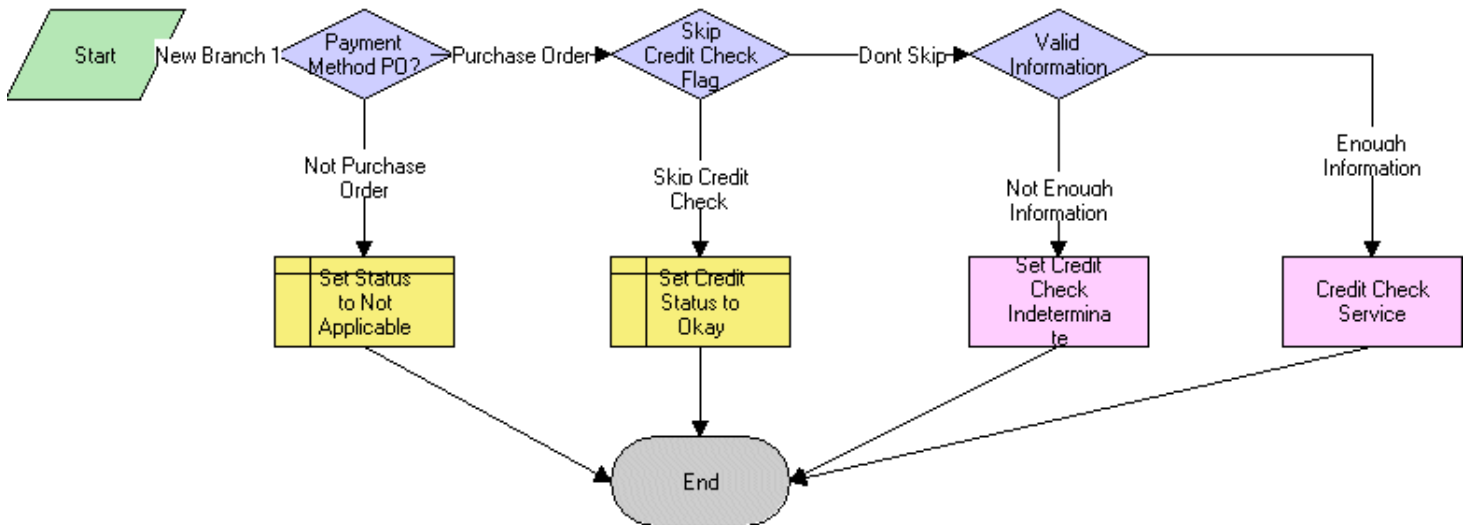 Start
New Branch 1
Payment
Method PO?
Purchase Order
Skip
Credit Check
Flag
Dont Skip
Valid
Information
Not Purchase
Order
Skip Credit
Check
Not Enough
Information
Enough
Information
Set Status
to Not
Applicable
Set Credit
Status to
Okay
Set Credit
Check
Indetermina
te
Credit Check
Service
End